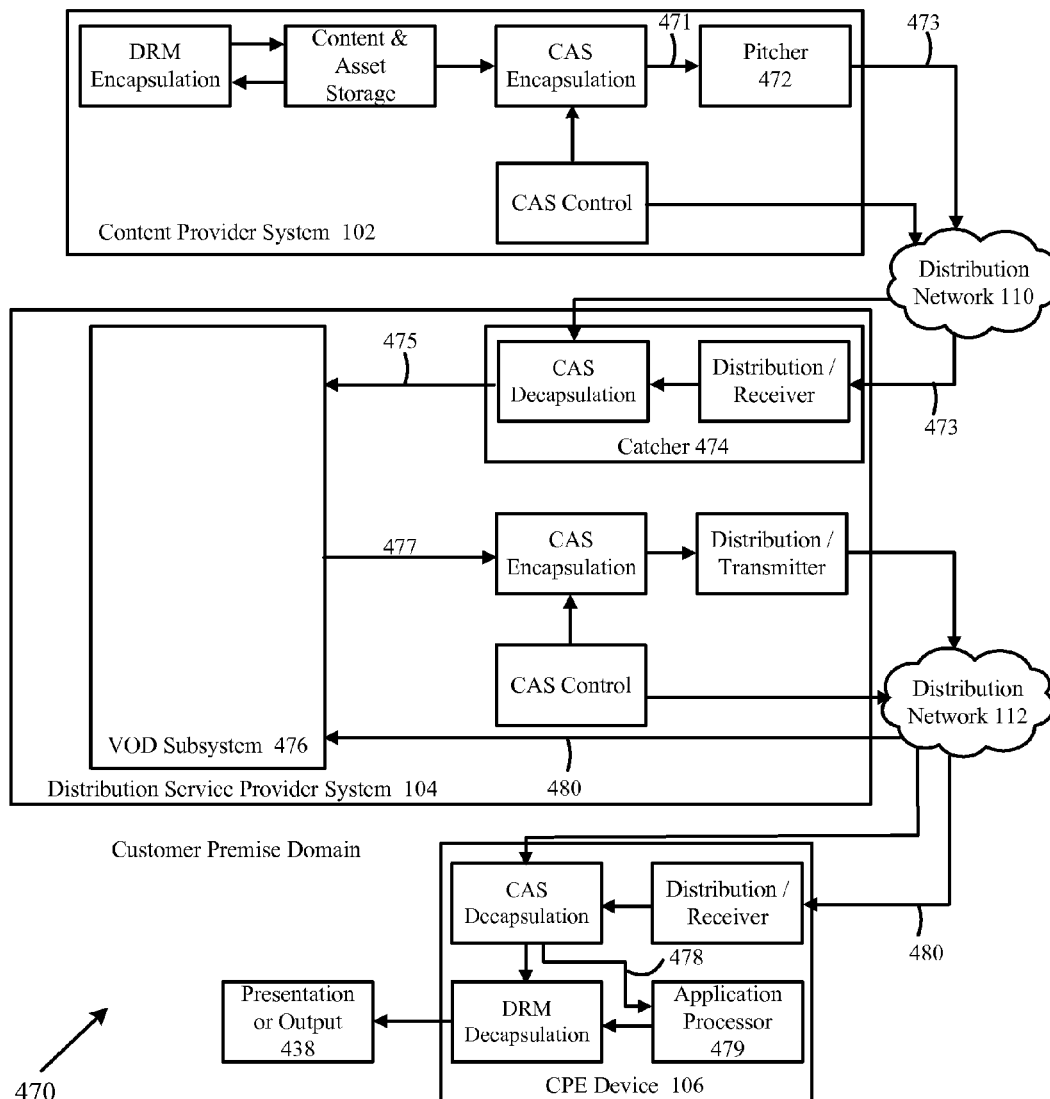 471
473
DRM
Encapsulation
Content &
Asset
Storage
CAS
Encapsulation
Pitcher
472
CAS Control
Content Provider System 102
Distribution
Network 110
475
CAS
Decapsulation
Distribution /
Receiver
473
Catcher 474
477
CAS
Encapsulation
Distribution /
Transmitter
CAS Control
Distribution
Network 112
VOD Subsystem 476
Distribution Service Provider System 104
480
Customer Premise Domain
CAS
Decapsulation
Distribution /
Receiver
480
478
Presentation
or Output
438
DRM
Decapsulation
Application
Processor
479
CPE Device 106
470